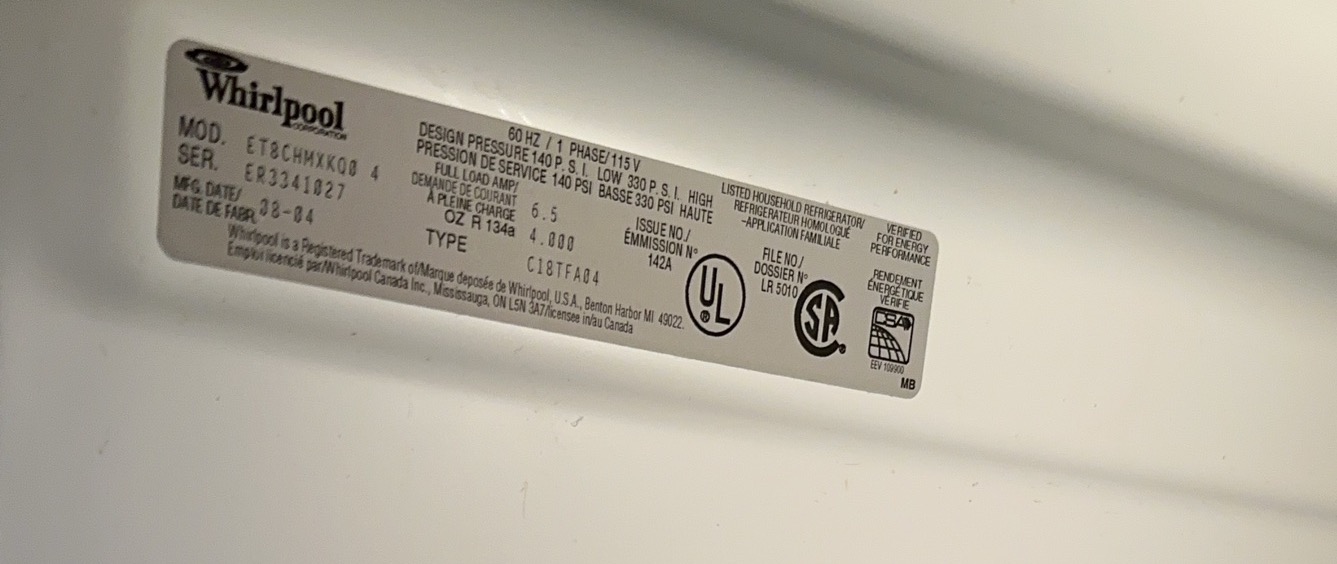 Whirlpool
CORPORATION
MOD. ET8CHMXKQ0 4
SER. ER3341027
MFG. DATE/
DATE DE FABR. 08-04
60 HZ / 1 PHASE/115 V
DESIGN PRESSURE 140 P. S. I. LOW 330 P. S. I. HIGH
PRESSION DE SERVICE 140 PSI BASSE 330 PSI HAUTE
FULL LOAD AMP/
DEMANDE DE COURANT
A PLEINE CHARGE 6.5
OZ R 134a 4.000
TYPE C18TFA04
ISSUE NO./
ÉMMISSION N°
142A
UL
®
LISTED HOUSEHOLD REFRIGERATOR/
REFRIGERATEUR HOMOLOGUÉ
-APPLICATION FAMILIALE
FILE NO./
DOSSIER N°
LR 5010
SA
®
VERIFIED
FOR ENERGY
PERFORMANCE
RENDEMENT
ÉNERGÉTIQUE
VÉRIFIÉ
EEV 109900
MB
Whirlpool is a Registered Trademark of/Marque deposée de Whirlpool, U.S.A., Benton Harbor MI 49022.
Emploi licencié par/Whirlpool Canada Inc., Mississauga, ON L5N 3A7/licensee in/au Canada